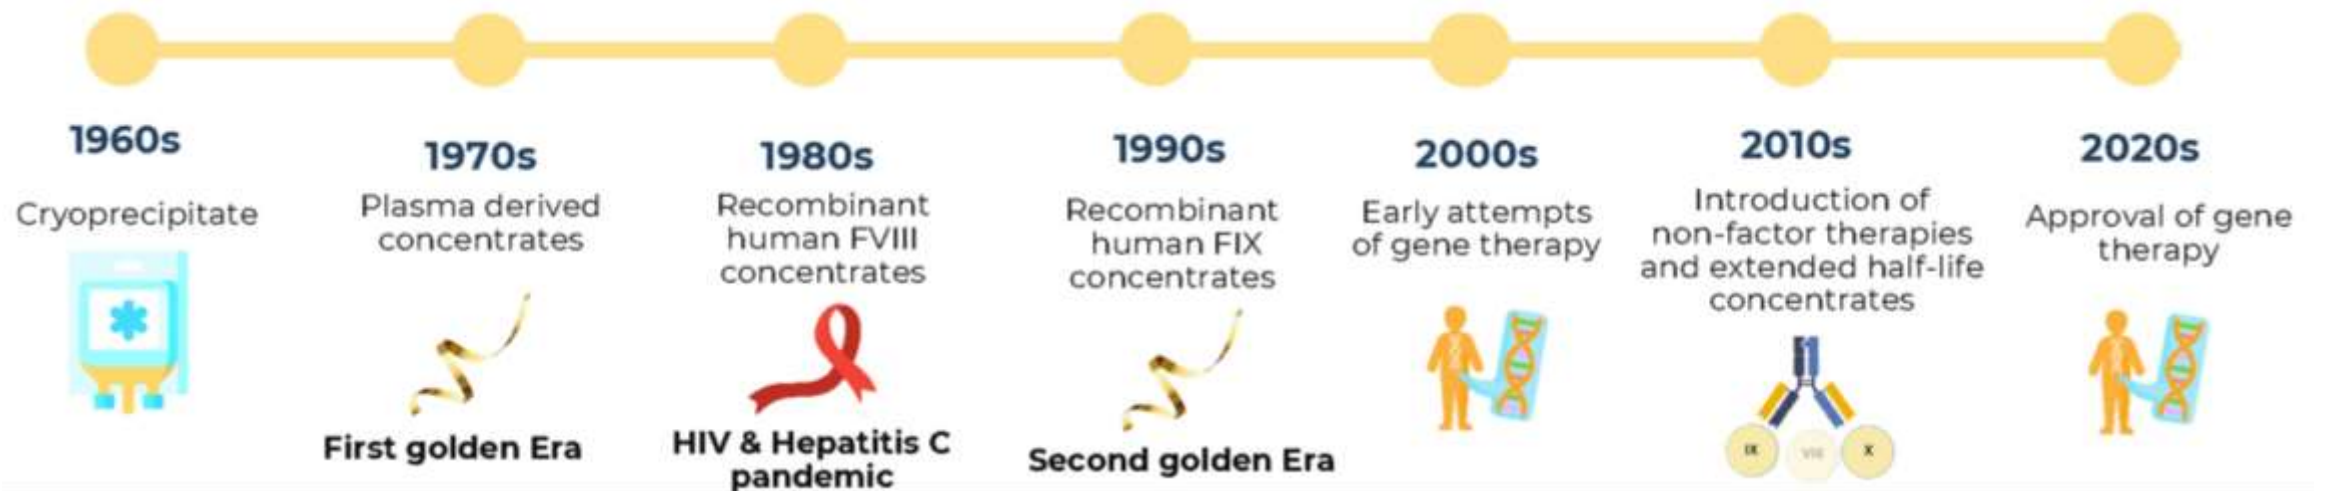 1960s
Cryoprecipitate
1970s
Plasma derived
concentrates
First golden Era
1980s
Recombinant
human FVIII
concentrates
HIV & Hepatitis C
pandemic
1990s
Recombinant
human FIX
concentrates
Second golden Era
2000s
Early attempts
of gene therapy
2010s
Introduction of
non-factor therapies
and extended half-life
concentrates
IX
VIII
X
2020s
Approval of gene
therapy